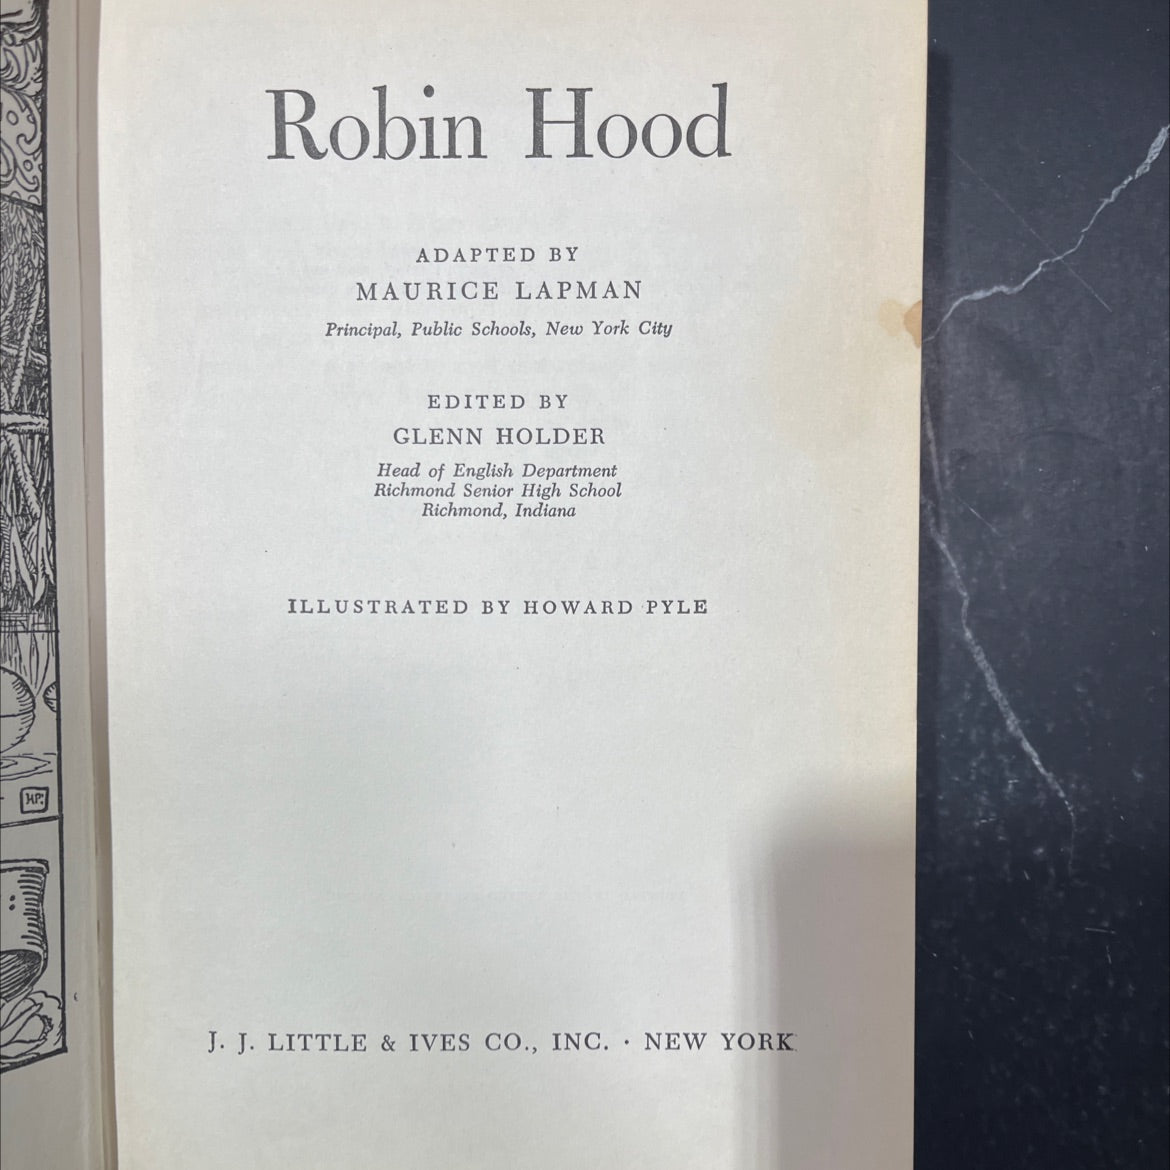 Robin Hood
ADAPTED BY
MAURICE LAPMAN
Principal, Public Schools, New York City
EDITED BY
GLENN HOLDER
Head of English Department
Richmond Senior High School
Richmond, Indiana
ILLUSTRATED BY HOWARD PYLE
HP.
J. J. LITTLE & IVES CO., INC. · NEW YORK